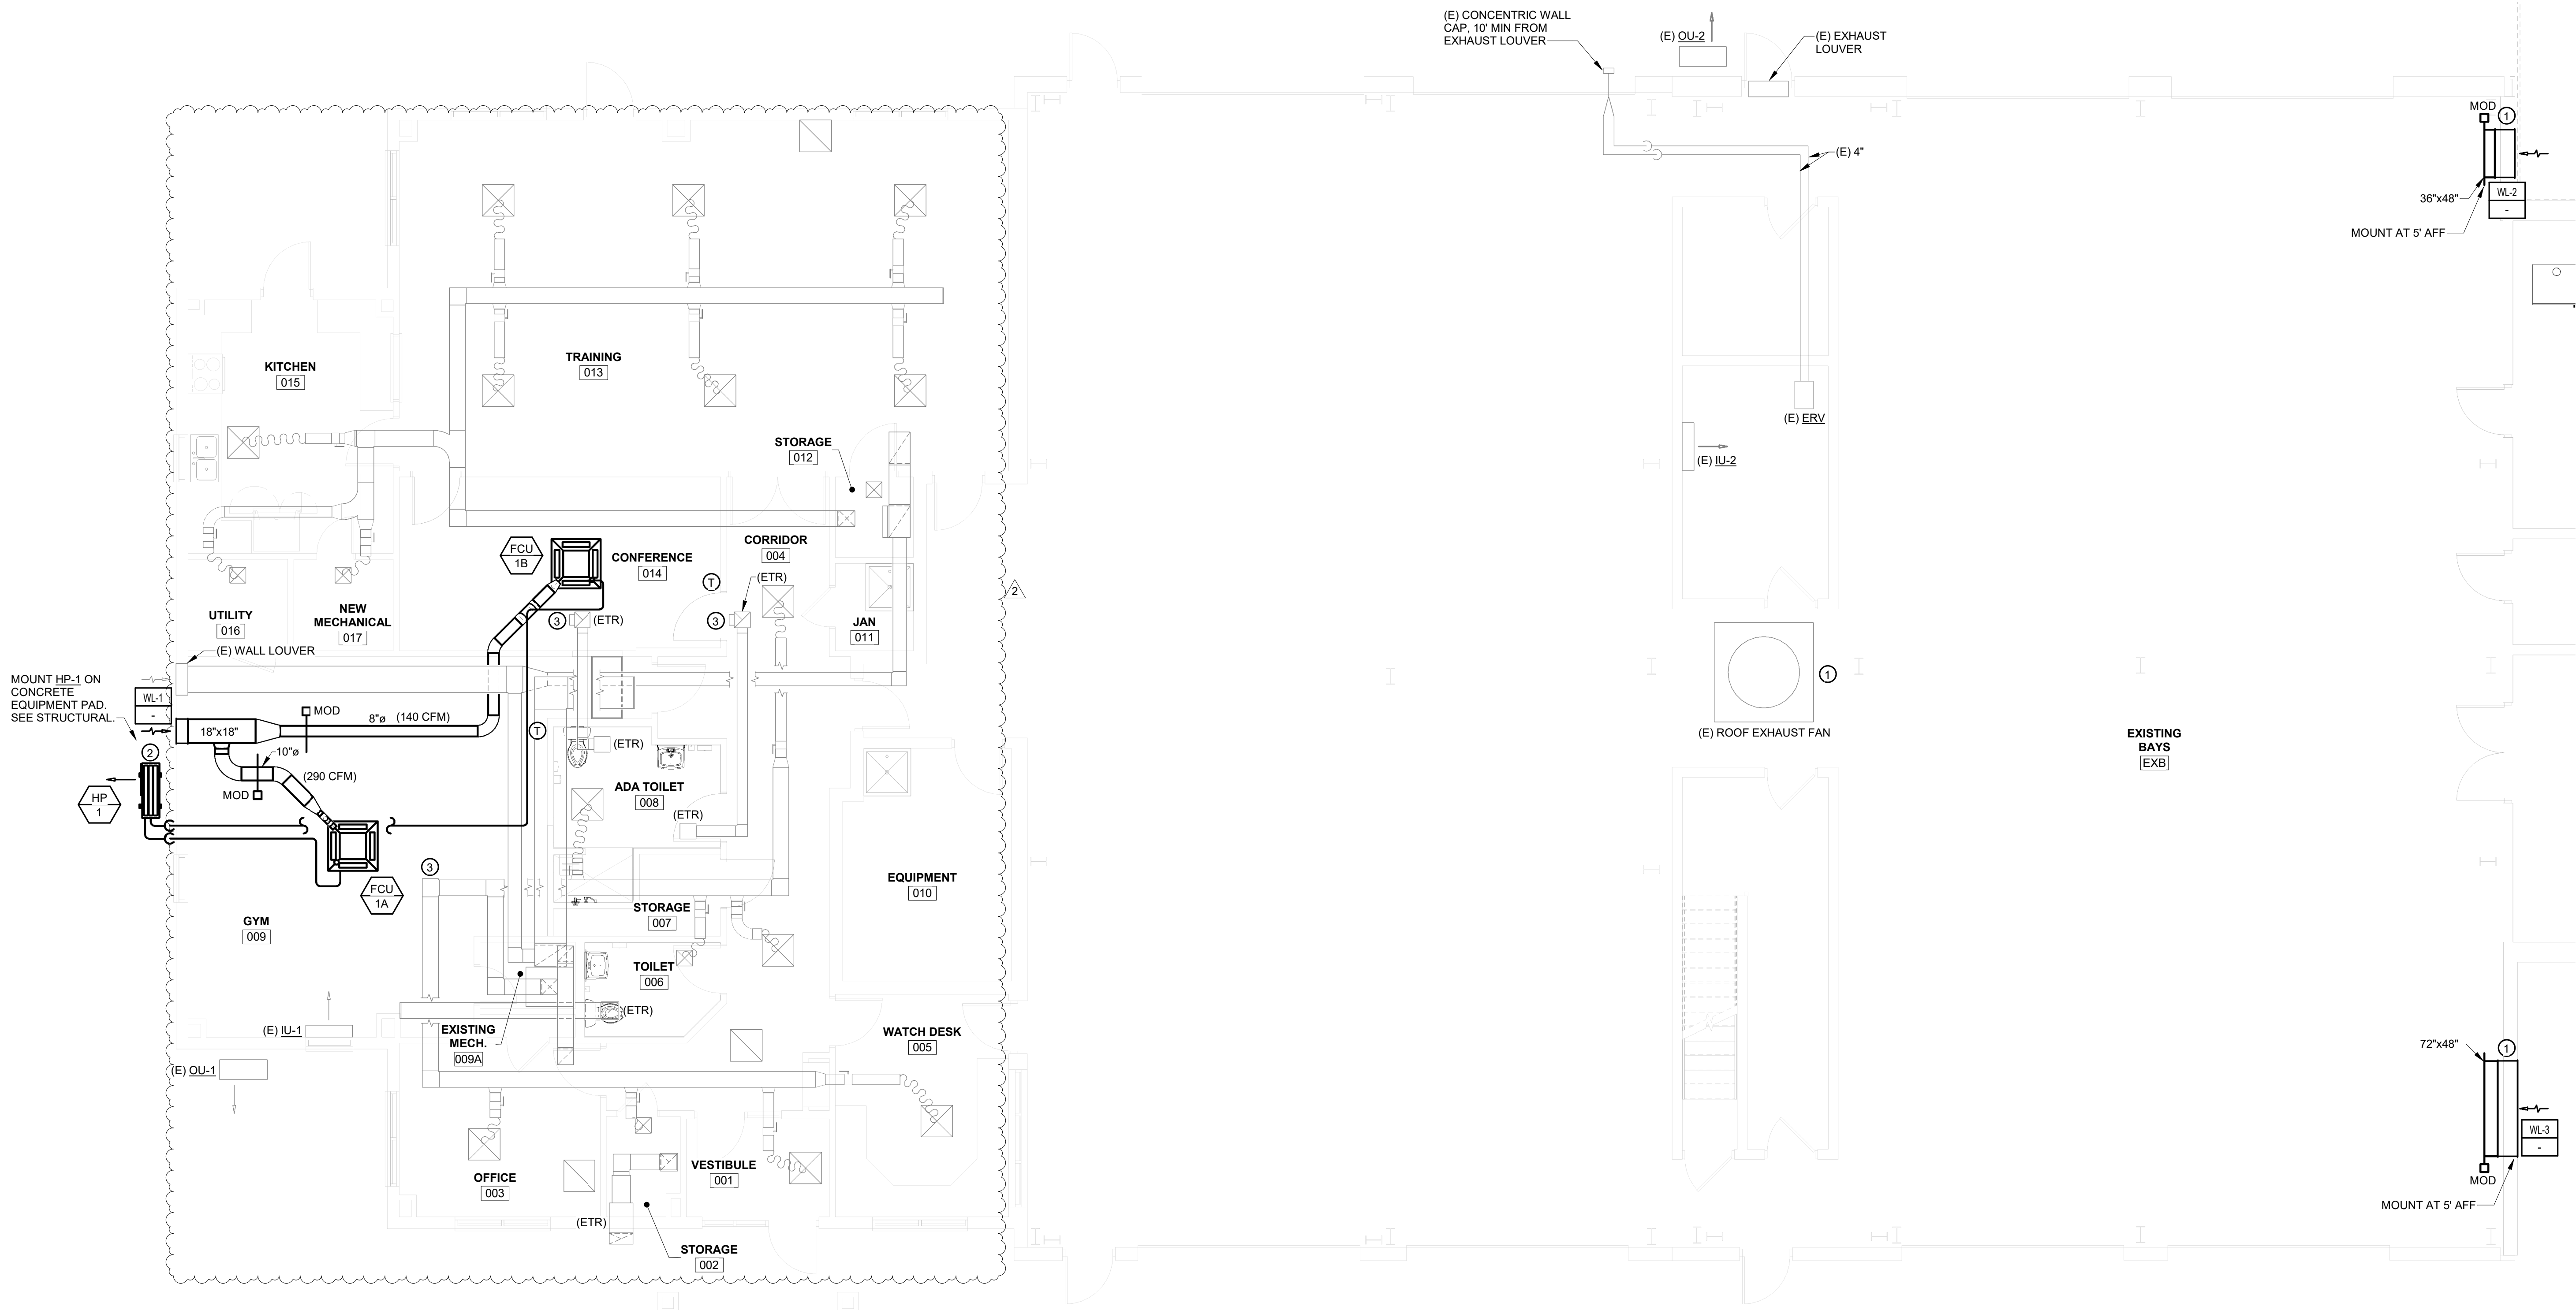 (E) CONCENTRIC WALL
CAP, 10' MIN FROM
EXHAUST LOUVER
(E) OU-2
(E) EXHAUST
LOUVER
(E) 4"
MOD
1
WL-2
-
36"x48"
MOUNT AT 5' AFF
KITCHEN
015
TRAINING
013
STORAGE
012
(E) ERV
(E) IU-2
FCU
1B
CONFERENCE
014
CORRIDOR
004
(ETR)
T
2
UTILITY
016
NEW
MECHANICAL
017
3
(ETR)
3
JAN
011
(E) WALL LOUVER
MOUNT HP-1 ON
CONCRETE
EQUIPMENT PAD.
SEE STRUCTURAL.
WL-1
-
18"x18"
MOD
8"ø
(140 CFM)
T
10"ø
(290 CFM)
MOD
2
HP
1
(ETR)
ADA TOILET
008
(ETR)
1
(E) ROOF EXHAUST FAN
EXISTING
BAYS
EXB
FCU
1A
3
EQUIPMENT
010
GYM
009
STORAGE
007
TOILET
006
(ETR)
(E) IU-1
EXISTING
MECH.
009A
WATCH DESK
005
(E) OU-1
72"x48"
1
WL-3
-
MOD
MOUNT AT 5' AFF
OFFICE
003
VESTIBULE
001
(ETR)
STORAGE
002